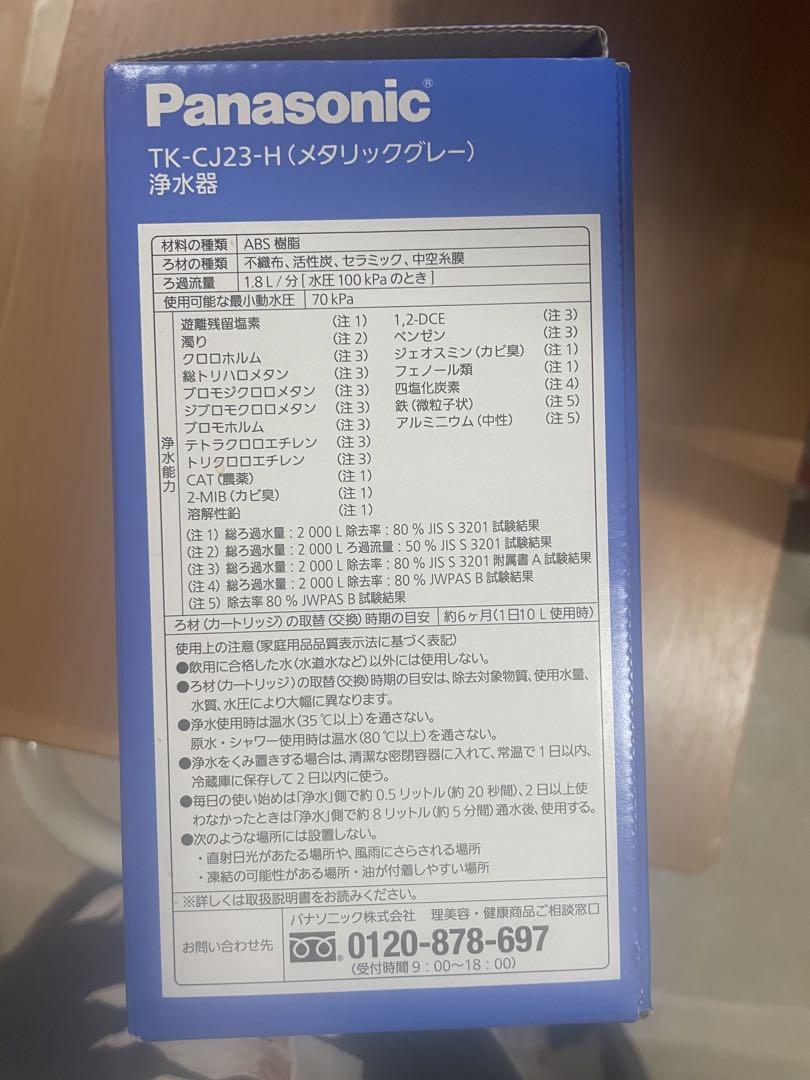 Panasonic®
TK-CJ23-H(メタリックグレー)
浄水器
材料の種類 ABS 樹脂
ろ材の種類 不織布、活性炭、セラミック、中空糸膜
ろ過流量 1.8 L / 分 [ 水圧 100 kPa のとき ]
使用可能な最小動水圧 70 kPa
浄水能力
遊離残留塩素 (注 1)
濁り (注 2)
クロロホルム (注 3)
総トリハロメタン (注 3)
ブロモジクロロメタン (注 3)
ジブロモクロロメタン (注 3)
ブロモホルム (注 3)
テトラクロロエチレン (注 3)
トリクロロエチレン (注 3)
CAT (農薬) (注 1)
2-MIB (カビ臭) (注 1)
溶解性鉛 (注 1)
1,2-DCE (注 3)
ベンゼン (注 3)
ジェオスミン (カビ臭) (注 1)
フェノール類 (注 1)
四塩化炭素 (注 4)
鉄 (微粒子状) (注 5)
アルミニウム (中性) (注 5)
(注 1) 総ろ過水量 : 2 000 L 除去率 : 80 % JIS S 3201 試験結果
(注 2) 総ろ過水量 : 2 000 L ろ過流量 : 50 % JIS S 3201 試験結果
(注 3) 総ろ過水量 : 2 000 L 除去率 : 80 % JIS S 3201 附属書 A 試験結果
(注 4) 総ろ過水量 : 2 000 L 除去率 : 80 % JWPAS B 試験結果
(注 5) 除去率 80 % JWPAS B 試験結果
ろ材 (カートリッジ) の取替 (交換) 時期の目安 約6ヶ月(1日10 L 使用時)
使用上の注意 (家庭用品品質表示法に基づく表記)
●飲用に合格した水 (水道水など) 以外には使用しない。
●ろ材 (カートリッジ) の取替 (交換) 時期の目安は、除去対象物質、使用水量、
水質、水圧により大幅に異なります。
●浄水使用時は温水 (35 ℃以上) を通さない。
原水・シャワー使用時は温水 (80 ℃以上) を通さない。
●浄水をくみ置きする場合は、清潔な密閉容器に入れて、常温で 1 日以内、
冷蔵庫に保存して 2 日以内に使う。
●毎日の使い始めは「浄水」側で約 0.5 リットル (約 20 秒間)、2 日以上使
わなかったときは「浄水」側で約 8 リットル (約 5 分間) 通水後、使用する。
●次のような場所には設置しない。
・直射日光があたる場所や、風雨にさらされる場所
・凍結の可能性がある場所・油が付着しやすい場所
※詳しくは取扱説明書をお読みください。
お問い合わせ先
パナソニック株式会社 理美容・健康商品ご相談窓口
0120-878-697
(受付時間 9 : 00〜18 : 00)